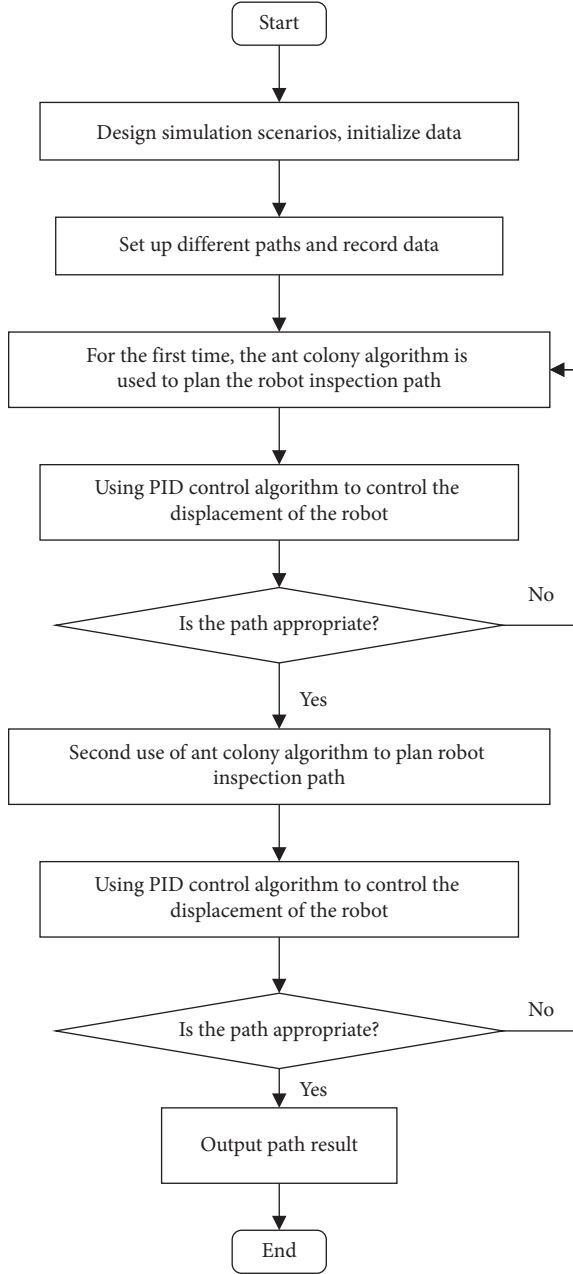 Start
Design simulation scenarios, initialize data
Set up different paths and record data
For the first time, the ant colony algorithm is
used to plan the robot inspection path
Using PID control algorithm to control the
displacement of the robot
Is the path appropriate?
No
Yes
Second use of ant colony algorithm to plan robot
inspection path
Using PID control algorithm to control the
displacement of the robot
Is the path appropriate?
No
Yes
Output path result
End